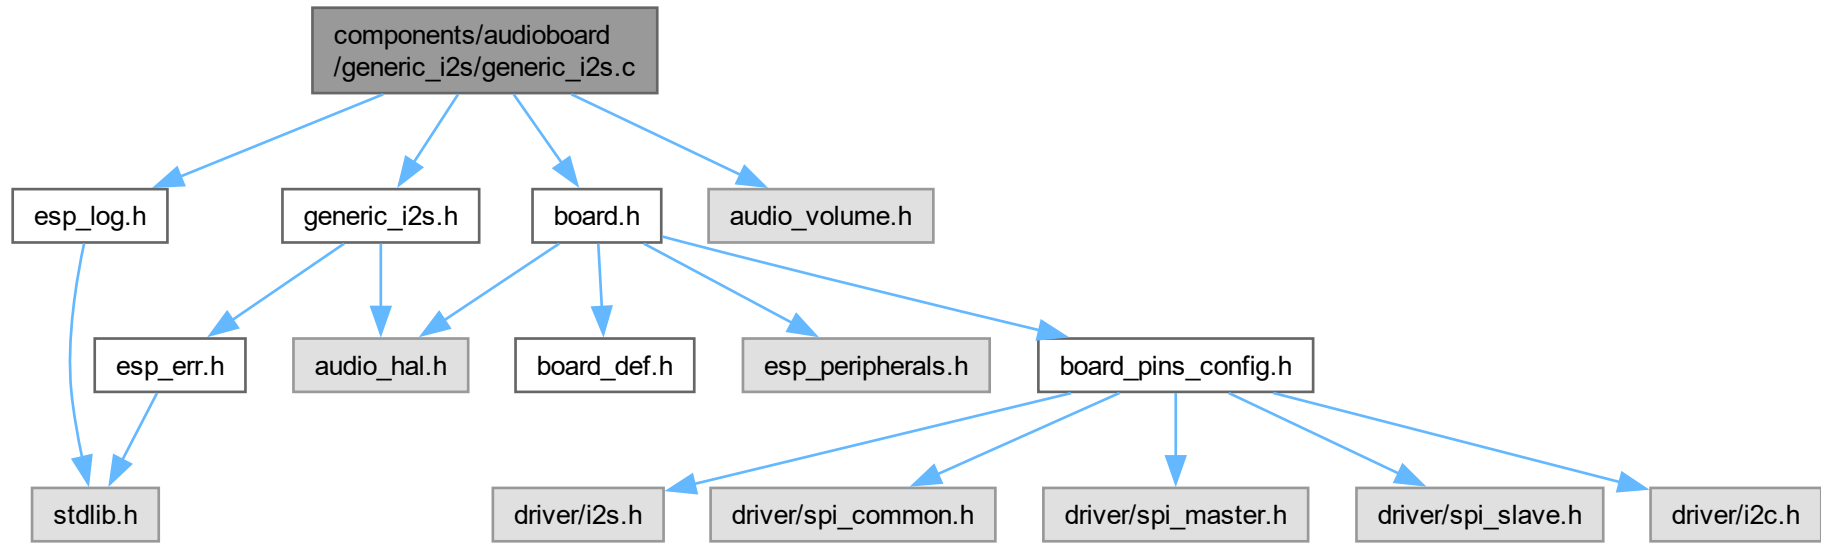 components/audioboard
/generic_i2s/generic_i2s.c
esp_log.h
generic_i2s.h
board.h
audio_volume.h
esp_err.h
audio_hal.h
board_def.h
esp_peripherals.h
board_pins_config.h
stdlib.h
driver/i2s.h
driver/spi_common.h
driver/spi_master.h
driver/spi_slave.h
driver/i2c.h